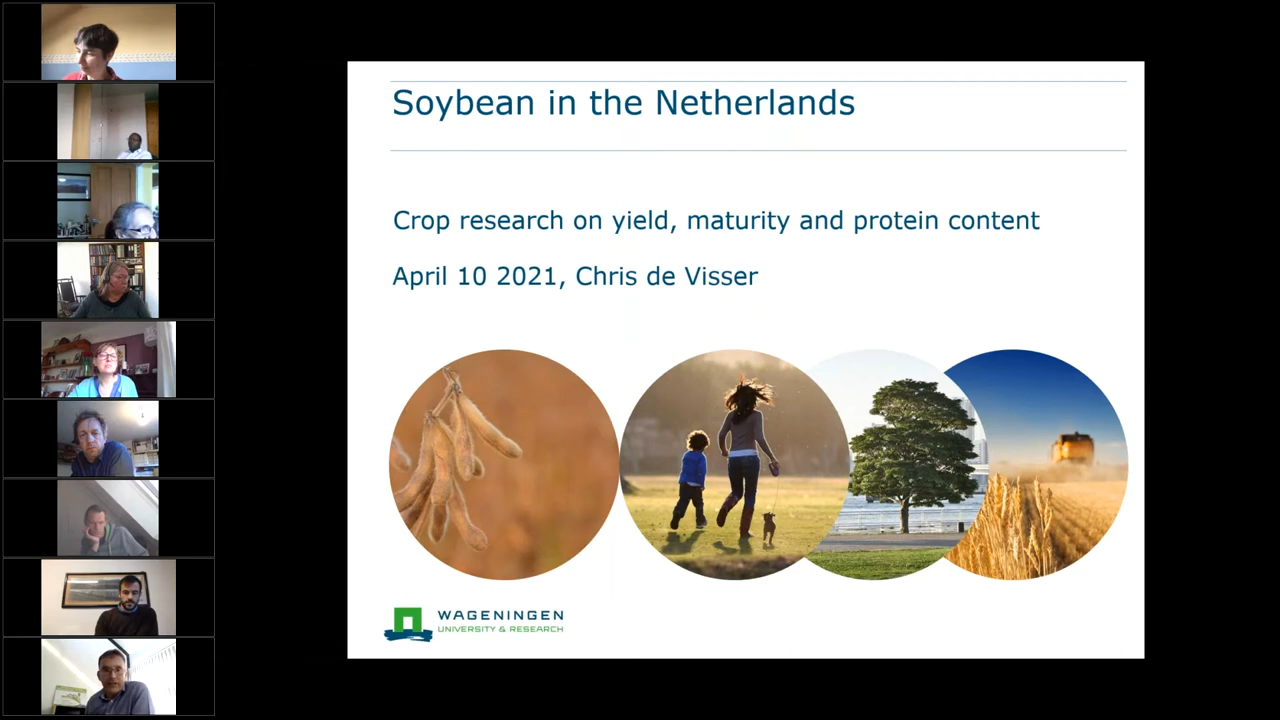 Soybean in the Netherlands
Crop research on yield, maturity and protein content
April 10 2021, Chris de Visser
WAGENINGEN
UNIVERSITY & RESEARCH